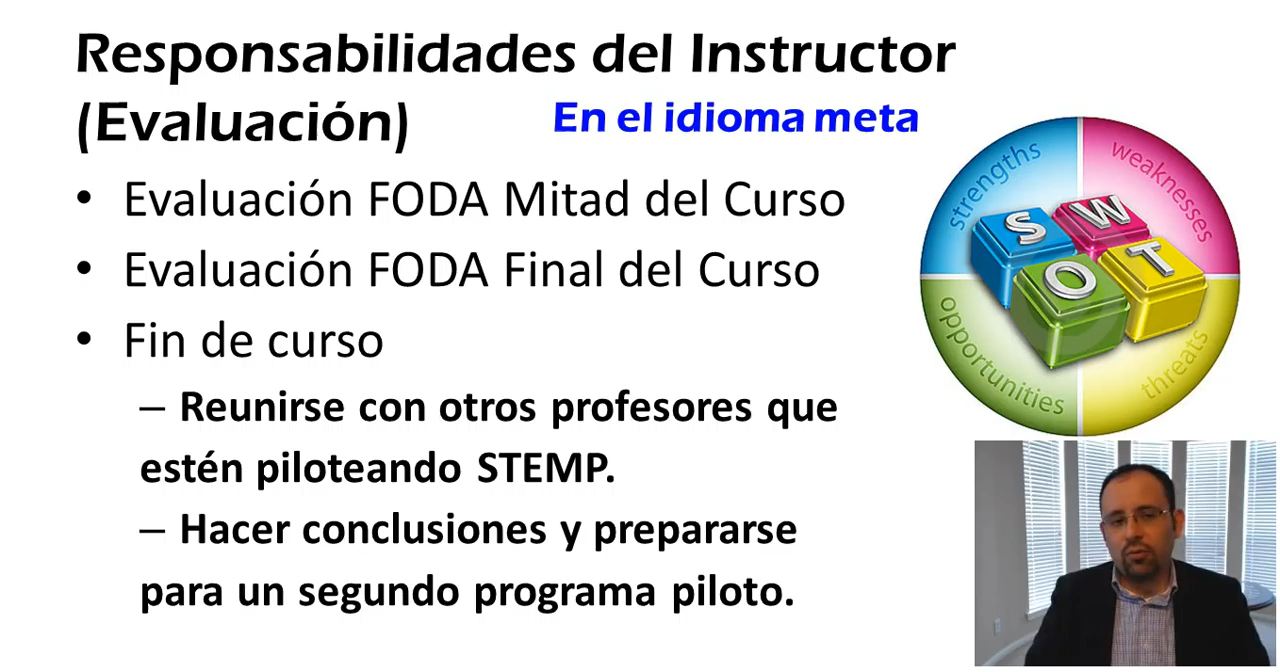 Responsabilidades del Instructor
(Evaluación)
En el idioma meta
• Evaluación FODA Mitad del Curso
• Evaluación FODA Final del Curso
• Fin de curso
– Reunirse con otros profesores que
estén piloteando STEMP.
– Hacer conclusiones y prepararse
para un segundo programa piloto.
strengths
weaknesses
S
W
O
T
opportunities
threats